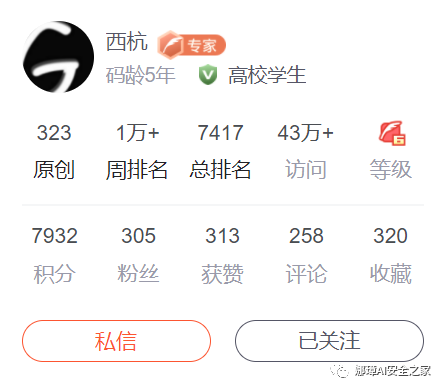 西杭 专家
码龄5年 高校学生
323 1万+ 7417 43万+ 6
原创 周排名 总排名 访问 等级
7932 305 313 258 320
积分 粉丝 获赞 评论 收藏
私信 已关注
娜璋AI安全之家